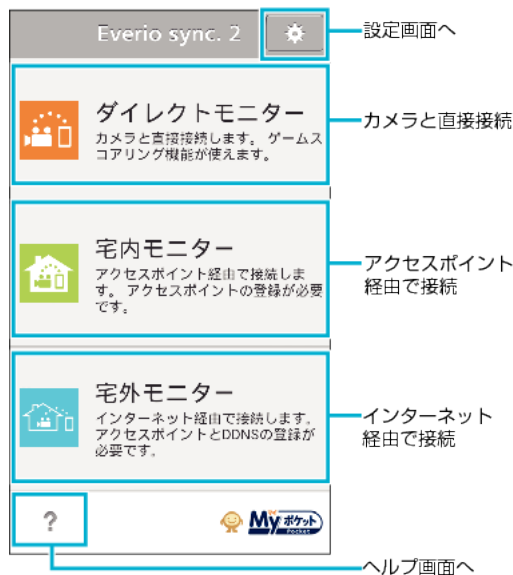 Everio sync. 2
設定画面へ
ダイレクトモニター
カメラと直接接続します。 ゲームス
コアリング機能が使えます。
カメラと直接接続
宅内モニター
アクセスポイント経由で接続しま
す。 アクセスポイントの登録が必要
です。
アクセスポイント
経由で接続
宅外モニター
インターネット経由で接続します。
アクセスポイントとDDNSの登録が
必要です。
インターネット
経由で接続
?
Myポケット
Pocket
ヘルプ画面へ